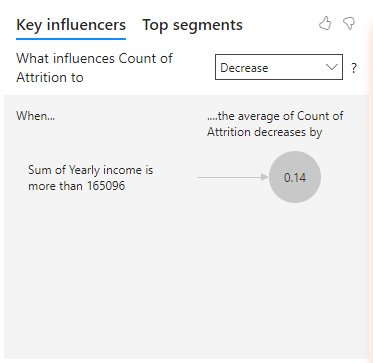 Key influencers Top segments
What influences Count of
Attrition to
Decrease
?
When...
....the average of Count of
Attrition decreases by
Sum of Yearly income is
more than 165096
0.14